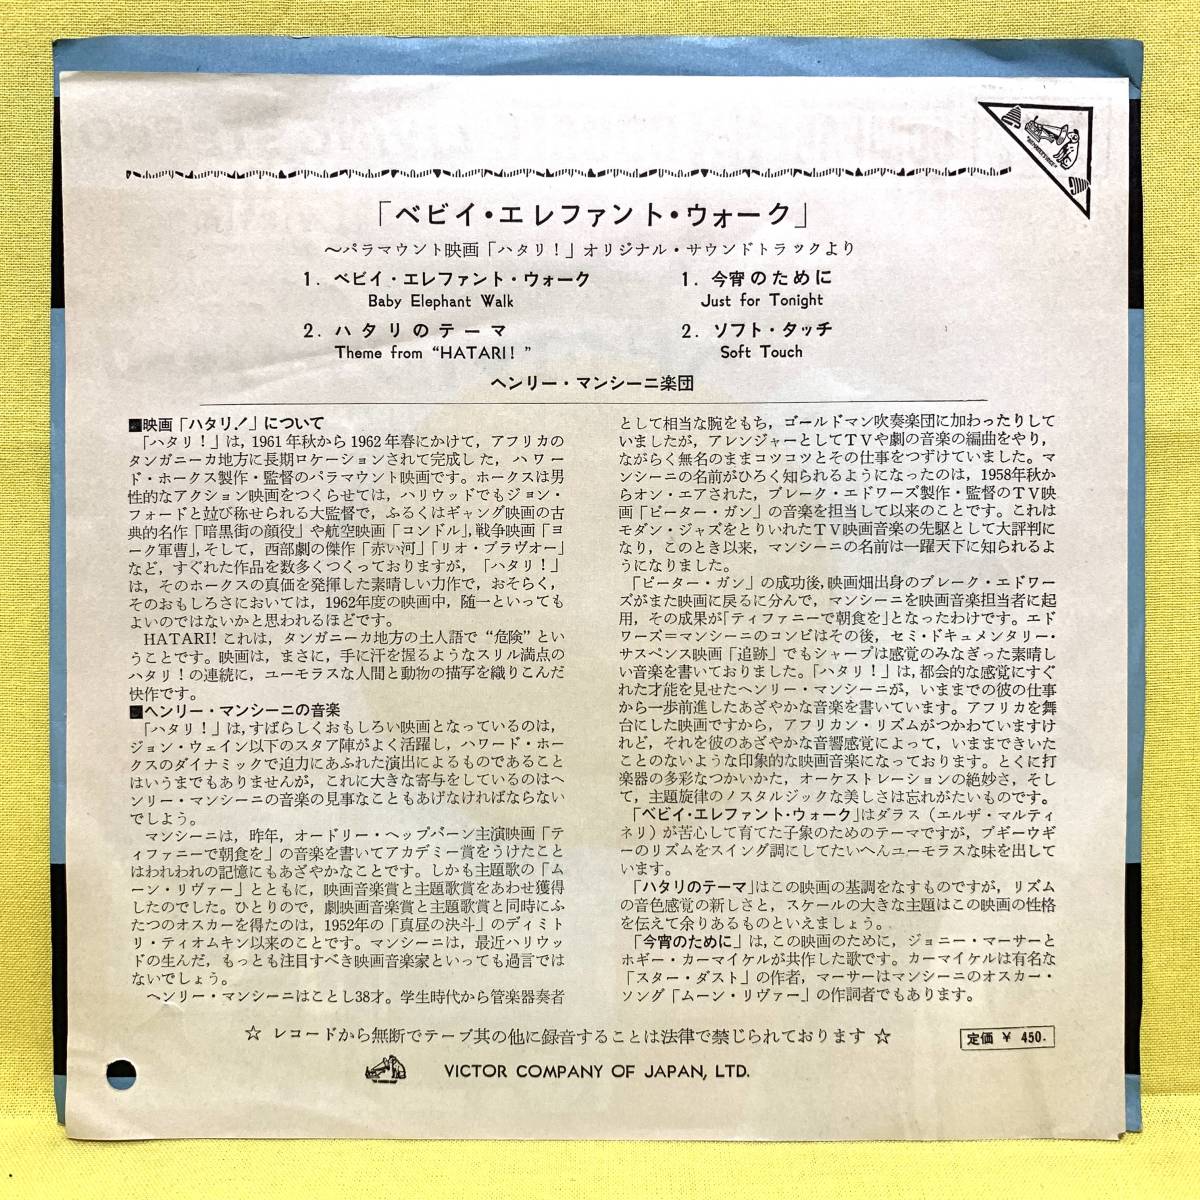 「ベビイ・エレファント・ウォーク」
～パラマウント映画「ハタリ！」オリジナル・サウンドトラックより
1. ベビイ・エレファント・ウォーク
Baby Elephant Walk
2. ハタリのテーマ
Theme from “HATARI! ”
1. 今宵のために
Just for Tonight
2. ソフト・タッチ
Soft Touch
ヘンリー・マンシーニ楽団
■映画「ハタリ！」について
「ハタリ！」は，1961年秋から1962年春にかけて，アフリカの
タンガニーカ地方に長期ロケーションされて完成した，ハワー
ド・ホークス製作・監督のパラマウント映画です。ホークスは男
性的なアクション映画をつくらせては，ハリウッドでもジョン・
フォードと並び称せられる大監督で，ふるくはギャング映画の古
典的名作「暗黒街の顔役」や航空映画「コンドル」，戦争映画「ヨ
ーク軍曹」，そして，西部劇の傑作「赤い河」「リオ・ブラヴォー」
など，すぐれた作品を数多くつくっておりますが，「ハタリ！」
は，そのホークスの真価を発揮した素晴しい力作で，おそらく，
そのおもしろさにおいては，1962年度の映画中，随一といっても
よいのではないかと思われるほどです。
HATARI! これは，タンガニーカ地方の土人語で“危険”とい
うことです。映画は，まさに，手に汗を握るようなスリル満点の
ハタリ！の連続に，ユーモラスな人間と動物の描写を織りこんだ
快作です。
■ヘンリー・マンシーニの音楽
「ハタリ！」は，すばらしくおもしろい映画となっているのは，
ジョン・ウェイン以下のスタア陣がよく活躍し，ハワード・ホー
クスのダイナミックで迫力にあふれた演出によるものであること
はいうまでもありませんが，これに大きな寄与をしているのはヘ
ンリー・マンシーニの音楽の見事なこともあげなければならない
でしょう。
マンシーニは，昨年，オードリー・ヘップバーン主演映画「テ
ィファニーで朝食を」の音楽を書いてアカデミー賞をうけたこと
はわれわれの記憶にもあざやかなことです。しかも主題歌の「ム
ーン・リヴァー」とともに，映画音楽賞と主題歌賞をあわせ獲得
したのでした。ひとりので，劇映画音楽賞と主題歌賞と同時にふ
たつのオスカーを得たのは，1952年の「真昼の決斗」のディミト
リ・ティオムキン以来のことです。マンシーニは，最近ハリウッ
ドの生んだ，もっとも注目すべき映画音楽家といっても過言では
ないでしょう。
ヘンリー・マンシーニはことし38才。学生時代から管楽器奏者
として相当な腕をもち，ゴールドマン吹奏楽団に加わったりして
いましたが，アレンジャーとしてTVや劇の音楽の編曲をやり，
ながらく無名のままコツコツとその仕事をつづけていました。マ
ンシーニの名前がひろく知られるようになったのは，1958年秋か
らオン・エアされた，ブレーク・エドワーズ製作・監督のTV映
画「ピーター・ガン」の音楽を担当して以来のことです。これは
モダン・ジャズをとりいれたTV映画音楽の先駆として大評判に
なり，このとき以来，マンシーニの名前は一躍天下に知られるよ
うになりました。
「ピーター・ガン」の成功後，映画畑出身のブレーク・エドワー
ズがまた映画に戻るに分んで，マンシーニを映画音楽担当者に起
用，その成果が「ティファニーで朝食を」となったわけです。エド
ワーズ＝マンシーニのコンビはその後，セミ・ドキュメンタリー・
サスペンス映画「追跡」でもシャープは感覚のみなぎった素晴し
い音楽を書いておりました。「ハタリ！」は，都会的な感覚にすぐ
れた才能を見せたヘンリー・マンシーニが，いままでの彼の仕事
から一歩前進したあざやかな音楽を書いています。アフリカを舞
台にした映画ですから，アフリカン・リズムがつかわていますけ
れど，それを彼のあざやかな音響感覚によって，いままできいた
ことのないような印象的な映画音楽になっております。とくに打
楽器の多彩なつかいかた，オーケストレーションの絶妙さ，そし
て，主題旋律のノスタルジックな美しさは忘れがたいものです。
「ベビイ・エレファント・ウォーク」はダラス（エルザ・マルティ
ネリ）が苦心して育てた子象のためのテーマですが，ブギーウギ
ーのリズムをスイング調にしてたいへんユーモラスな味を出して
います。
「ハタリのテーマ」はこの映画の基調をなすものですが，リズム
の音色感覚の新しさと，スケールの大きな主題はこの映画の性格
を伝えて余りあるものといえましょう。
「今宵のために」は，この映画のために，ジョニー・マーサーと
ホギー・カーマイケルが共作した歌です。カーマイケルは有名な
「スター・ダスト」の作者，マーサーはマンシーニのオスカー・
ソング「ムーン・リヴァー」の作詞者でもあります。
☆ レコードから無断でテープ其の他に録音することは法律で禁じられております ☆
定価 ￥ 450.
VICTOR COMPANY OF JAPAN, LTD.